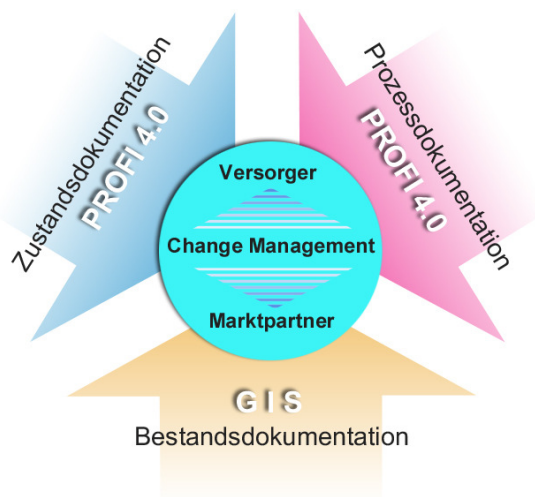 Zustandsdokumentation
PROFI 4.0
Prozessdokumentation
PROFI 4.0
Versorger
Change Management
Marktpartner
GIS
Bestandsdokumentation